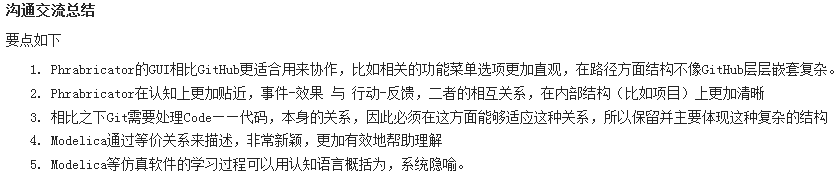 沟通交流总结
要点如下
1. Phrabricator的GUI相比GitHub更适合用来协作，比如相关的功能菜单选项更加直观，在路径方面结构不像GitHub层层嵌套复杂。
2. Phrabricator在认知上更加贴近，事件-效果 与 行动-反馈，二者的相互关系，在内部结构（比如项目）上更加清晰
3. 相比之下Git需要处理Code——代码，本身的关系，因此必须在这方面能够适应这种关系，所以保留并主要体现这种复杂的结构
4. Modelica通过等价关系来描述，非常新颖，更加有效地帮助理解
5. Modelica等仿真软件的学习过程可以用认知语言概括为，系统隐喻。